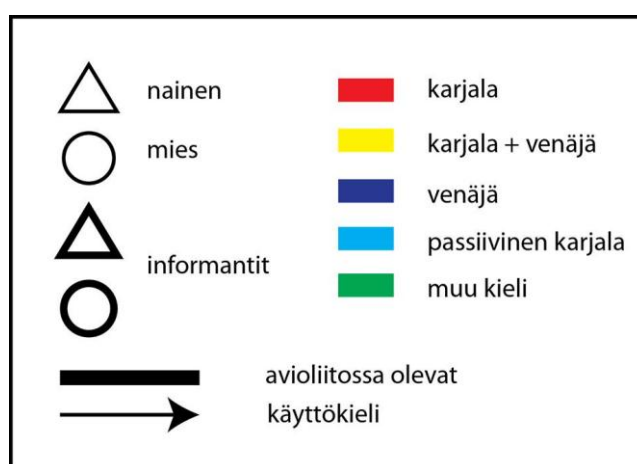 nainen
mies
informantit
karjala
karjala + venäjä
venäjä
passiivinen karjala
muu kieli
avioliitossa olevat
käyttökieli